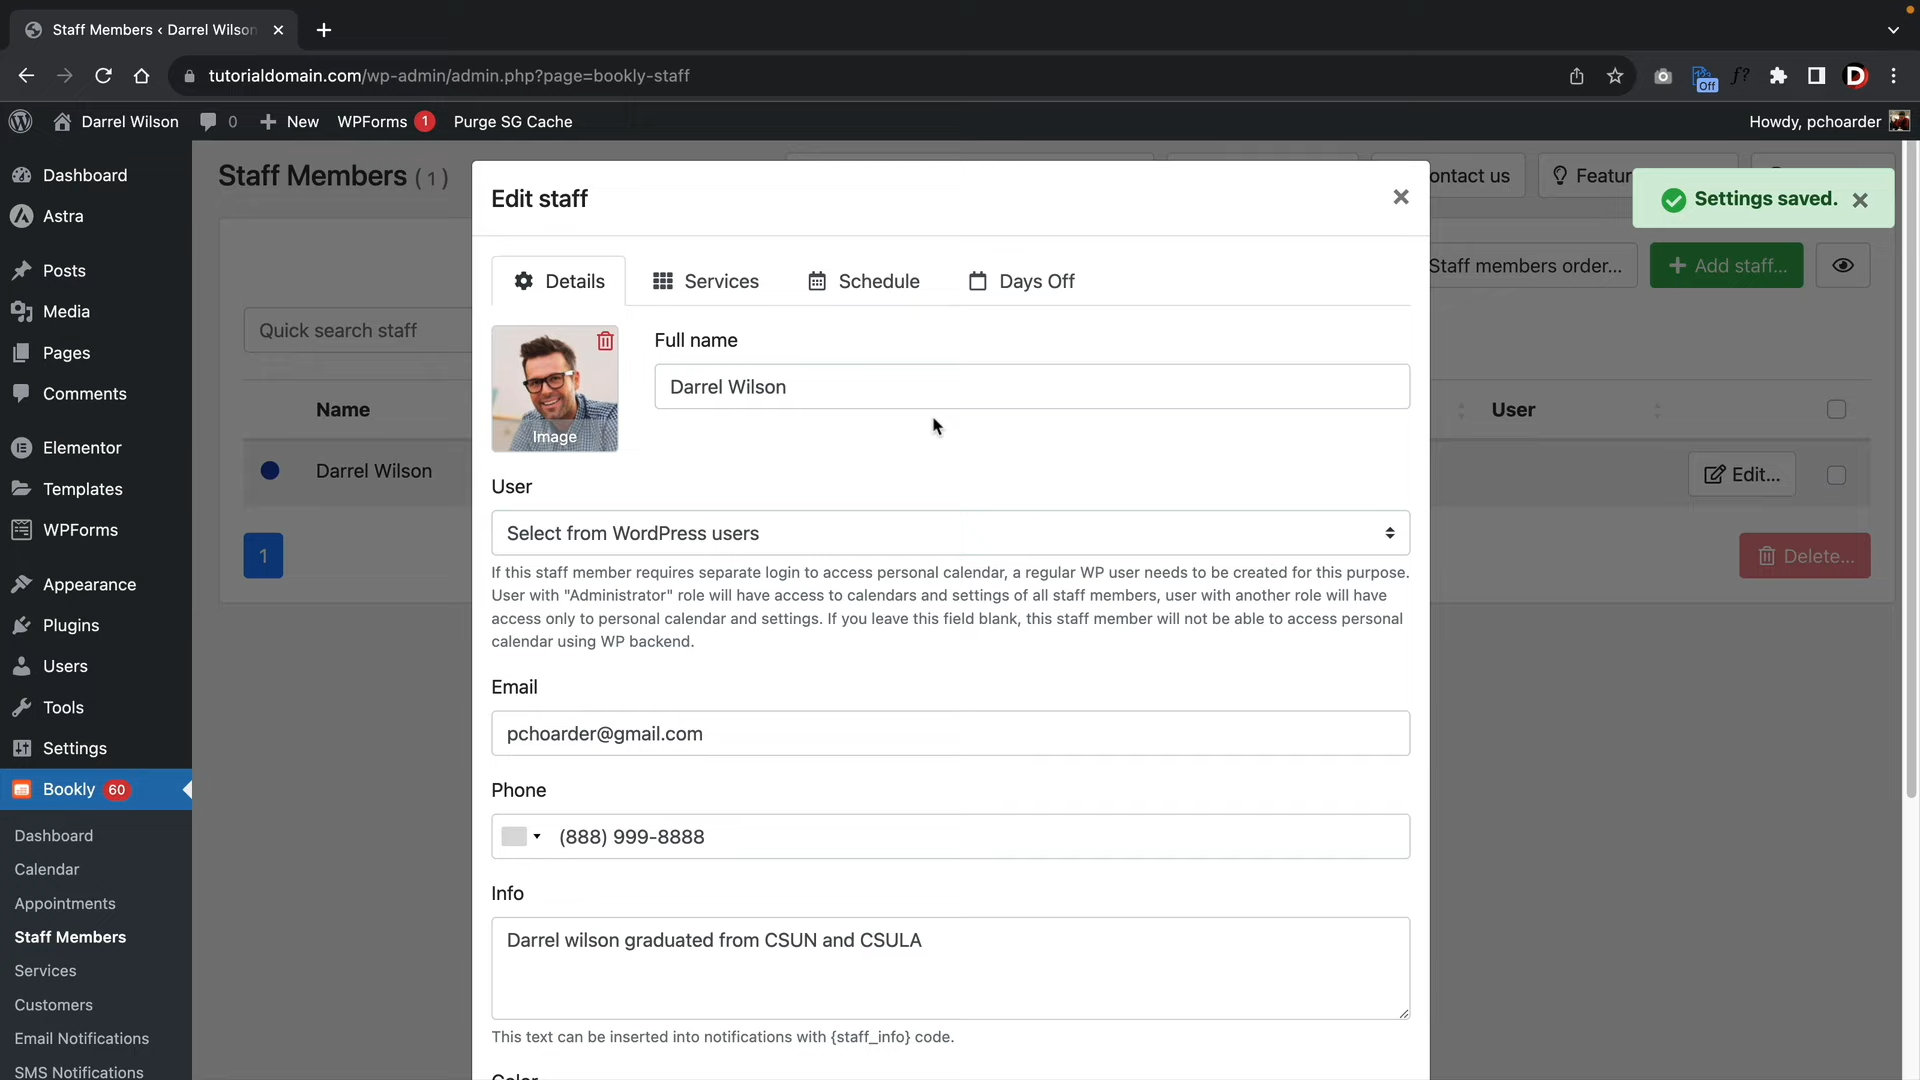 Staff Members ‹ Darrel Wilson
tutorialdomain.com/wp-admin/admin.php?page=bookly-staff
Off
f?
D
Darrel Wilson
0
New
WPForms 1
Purge SG Cache
Howdy, pchoarder
Dashboard
Astra
Posts
Media
Pages
Comments
Elementor
Templates
WPForms
Appearance
Plugins
Users
Tools
Settings
Bookly 60
Dashboard
Calendar
Appointments
Staff Members
Services
Customers
Email Notifications
SMS Notifications
Staff Members ( 1 )
ontact us
Featur
Settings saved.
Staff members order...
Add staff...
Quick search staff
Name
User
Darrel Wilson
Edit...
1
Delete...
Edit staff
Details
Services
Schedule
Days Off
Image
Full name
Darrel Wilson
User
Select from WordPress users
If this staff member requires separate login to access personal calendar, a regular WP user needs to be created for this purpose.
User with "Administrator" role will have access to calendars and settings of all staff members, user with another role will have
access only to personal calendar and settings. If you leave this field blank, this staff member will not be able to access personal
calendar using WP backend.
Email
pchoarder@gmail.com
Phone
(888) 999-8888
Info
Darrel wilson graduated from CSUN and CSULA
This text can be inserted into notifications with {staff_info} code.
Color